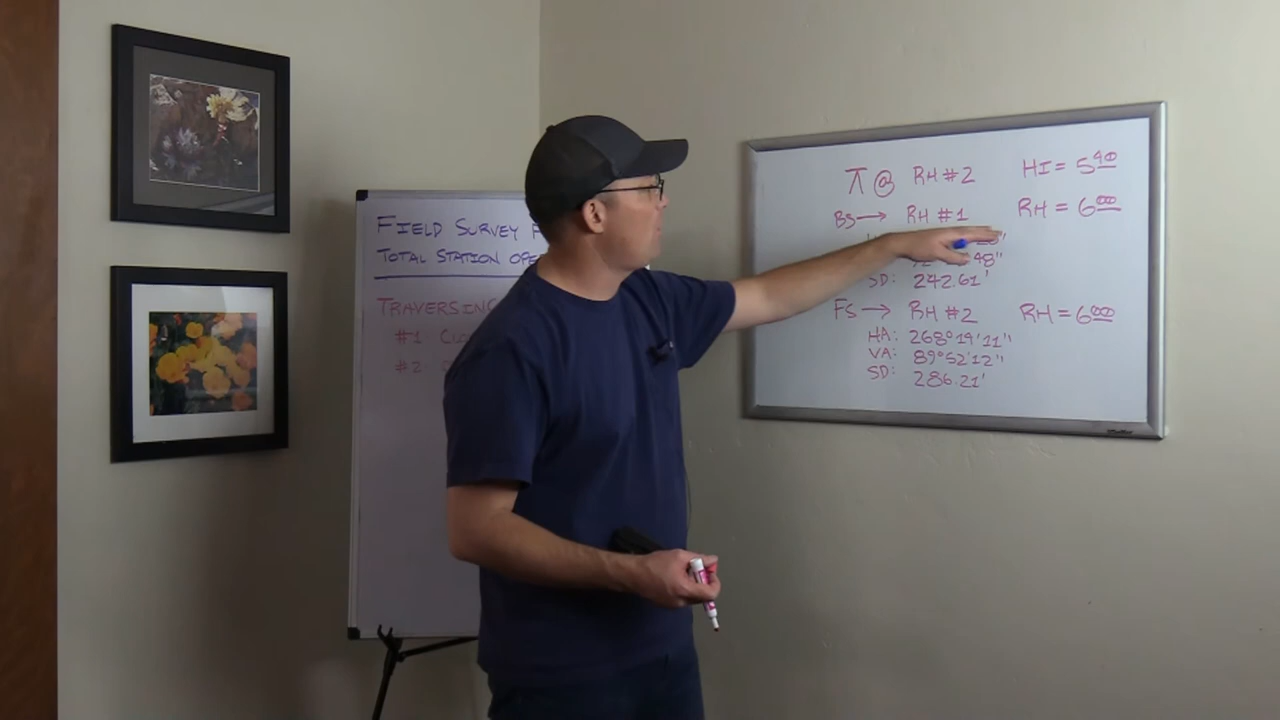 FIELD SURVEY
TOTAL STATION
TRAVERSING
#1
#2
⊼ @ RH #2 HI = 5.40
BS → RH #1 RH = 6.00
48"
SD: 242.61'
FS → RH #2 RH = 6.00
HA: 268°19'11"
VA: 89°52'12"
SD: 286.21'